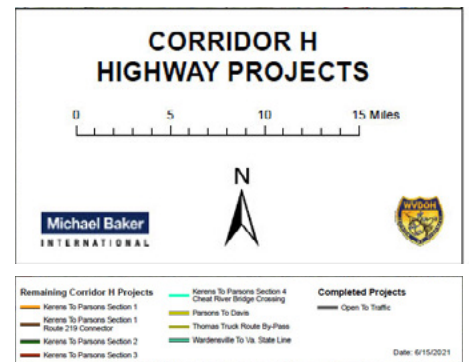 CORRIDOR H
HIGHWAY PROJECTS
0 5 10 15 Miles
N
Michael Baker
INTERNATIONAL
WVDOH
Remaining Corridor H Projects
Kerens To Parsons Section 1
Kerens To Parsons Section 1
Route 219 Connector
Kerens To Parsons Section 2
Kerens To Parsons Section 3
Kerens To Parsons Section 4
Cheat River Bridge Crossing
Parsons To Davis
Thomas Truck Route By-Pass
Wardensville To Va. State Line
Completed Projects
Open To Traffic
Date: 6/15/2021